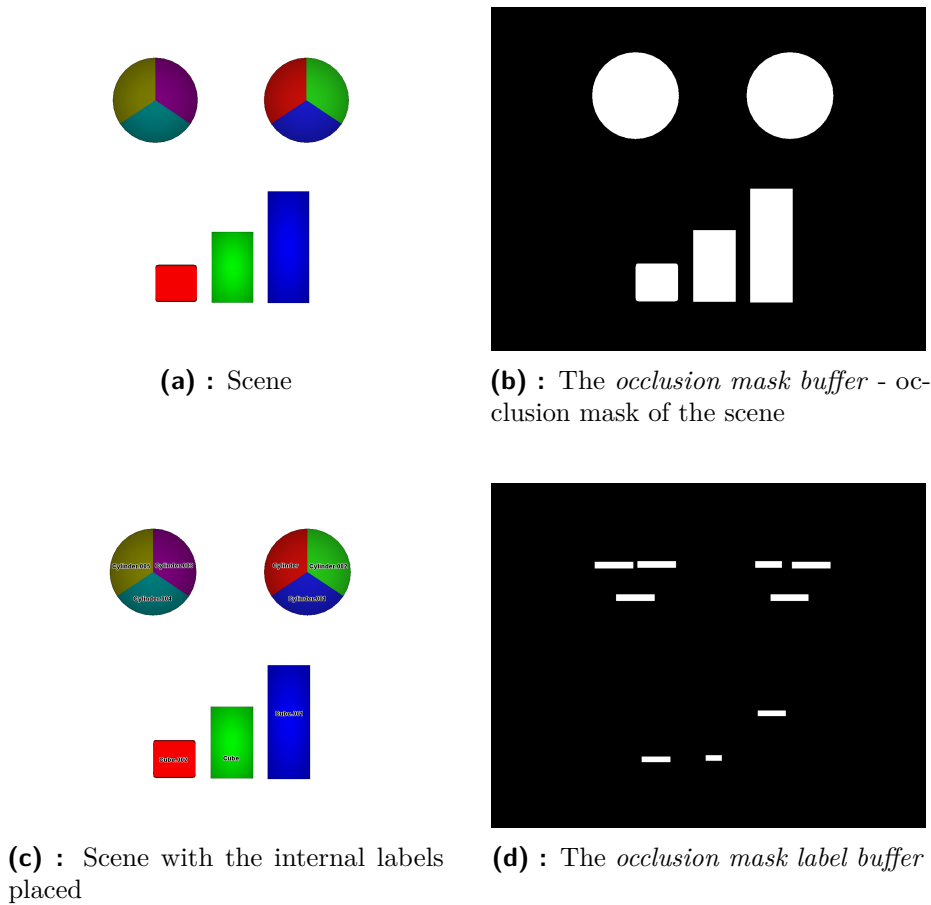 (a) : Scene
(b) : The occlusion mask buffer - oc-
clusion mask of the scene
Cylinder.005 Cylinder.003
Cylinder.004
Cylinder Cylinder.002
Cylinder.001
Cube.001
Cube.002
Cube
(c) : Scene with the internal labels
placed
(d) : The occlusion mask label buffer